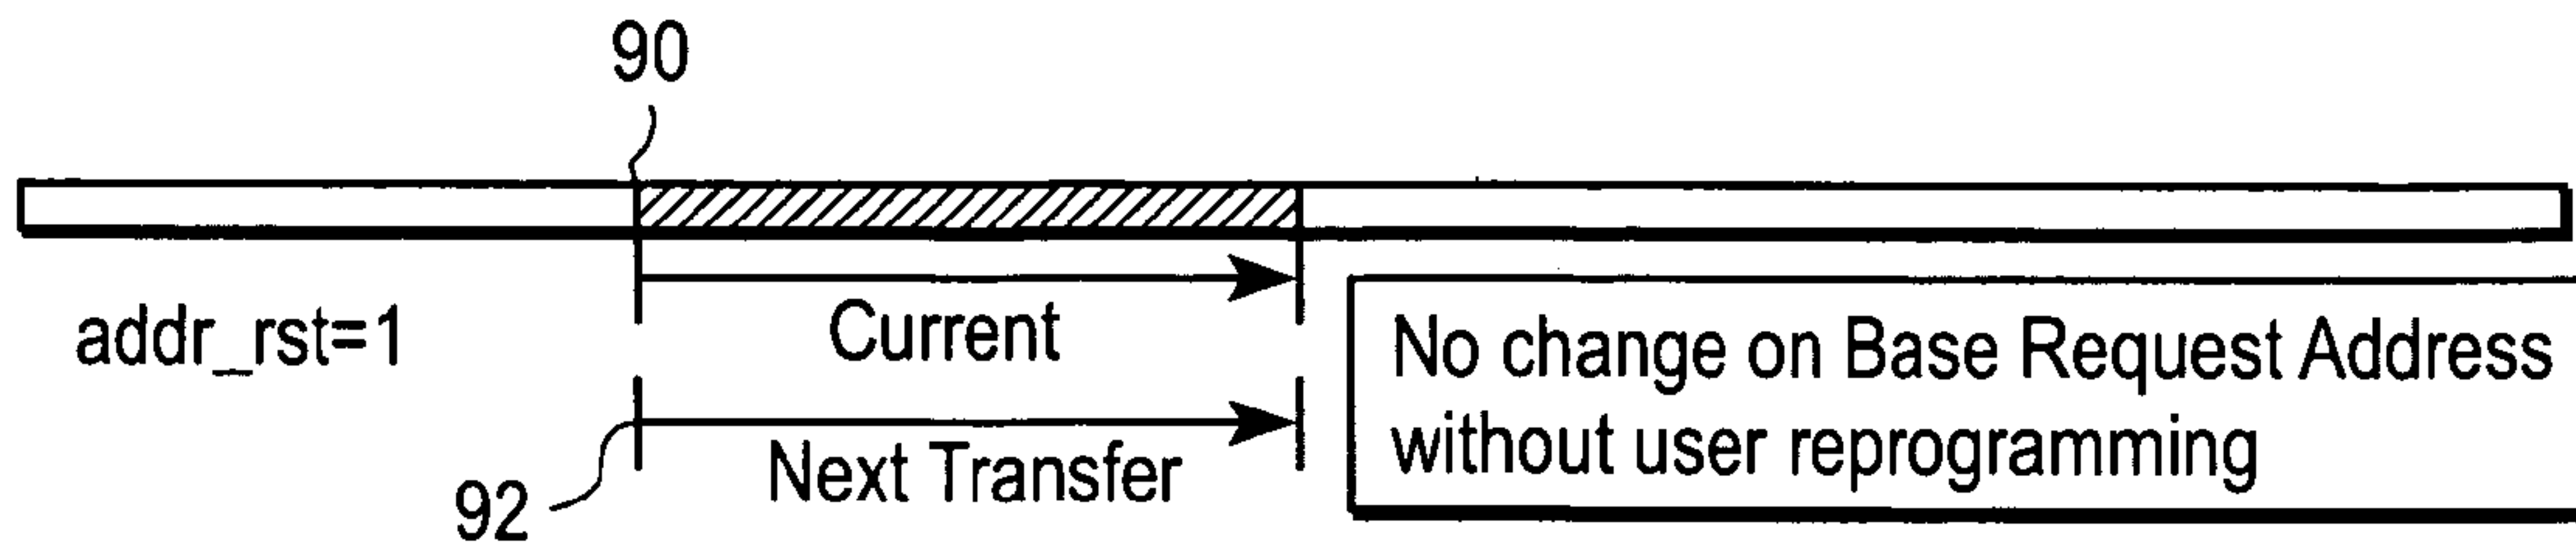 90
addr_rst=1
Current
No change on Base Request Address
without user reprogramming
Next Transfer
92